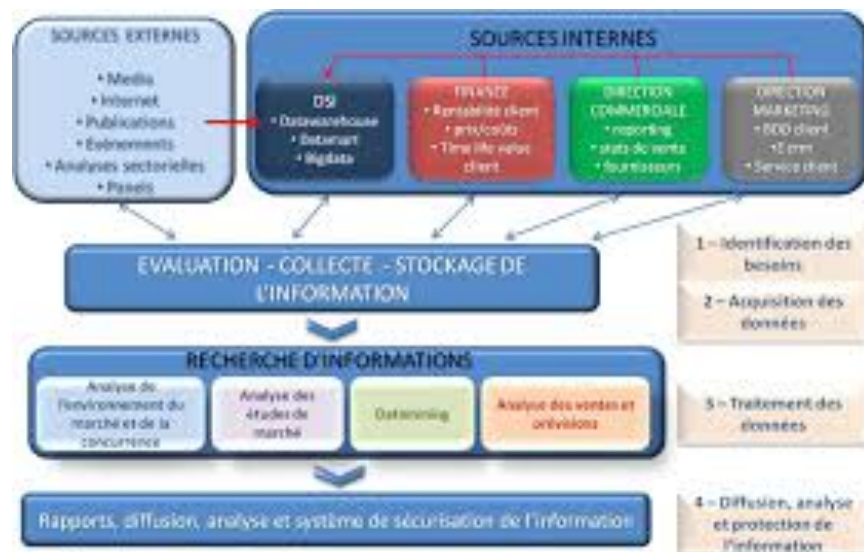 SOURCES EXTERNES
• Media
• Internet
• Publications
• Evénements
• Analyses sectorielles
• Panels
SOURCES INTERNES
DSI
• Datawarehouse
• Datamart
• Bigdata
FINANCE
• Rentabilité client
• prix/coûts
• Time life value
client
DIRECTION
COMMERCIALE
• reporting
• stats de vente
• fournisseurs
DIRECTION
MARKETING
• BDD client
• E crm
• Service client
EVALUATION - COLLECTE - STOCKAGE DE
L'INFORMATION
1 – Identification des
besoins
2 – Acquisition des
données
RECHERCHE D'INFORMATIONS
Analyse de
l'environnement du
marché et de la
concurrence
Analyse des
études de
marché
Datamining
Analyse des ventes et
prévisions
3 – Traitement des
données
Rapports, diffusion, analyse et système de sécurisation de l'information
4 – Diffusion, analyse
et protection de
l'information